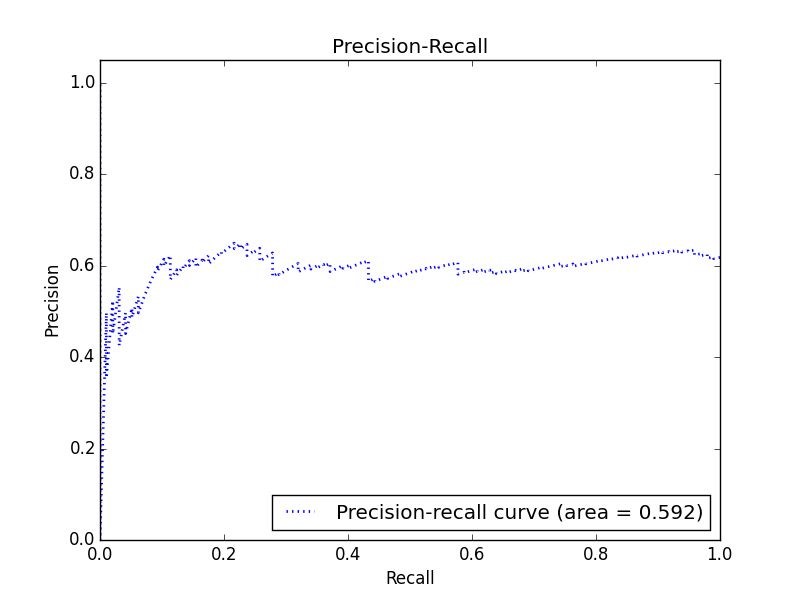 Precision-Recall
1.0
0.8
0.6
0.4
0.2
0.0
Precision
Precision-recall curve (area = 0.592)
0.0 0.2 0.4 0.6 0.8 1.0
Recall